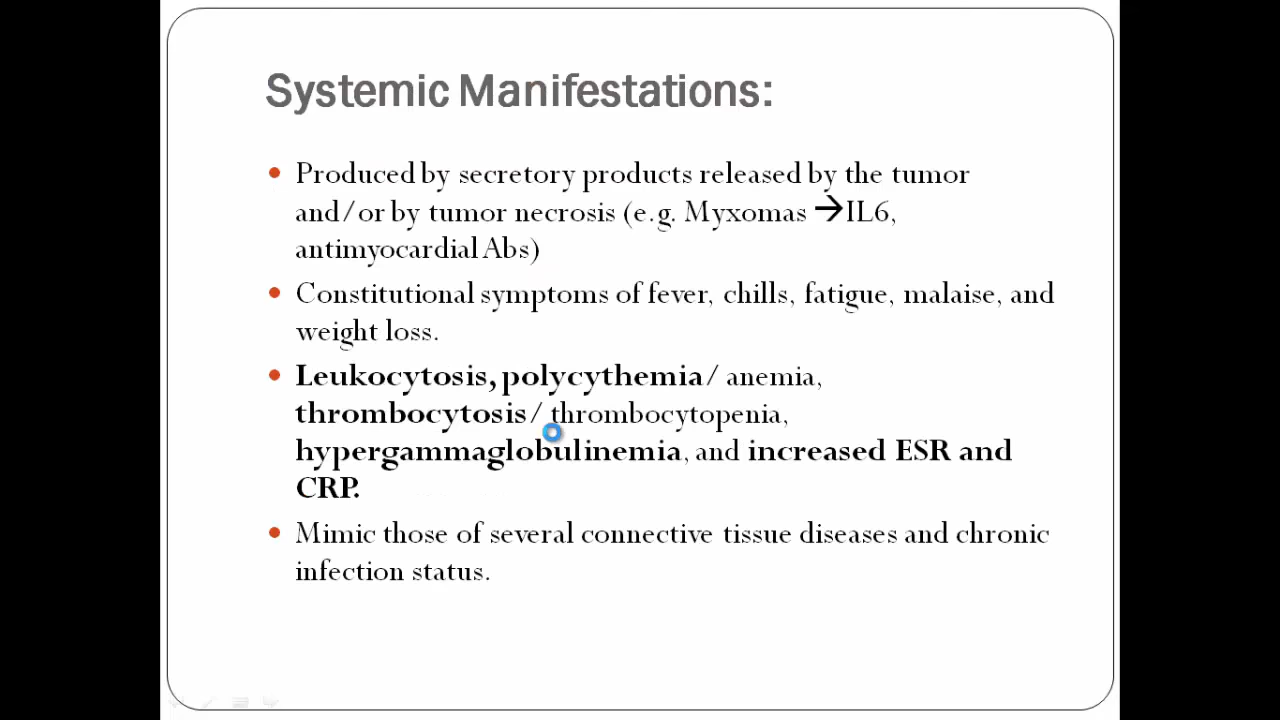 Systemic Manifestations:
• Produced by secretory products released by the tumor
and/or by tumor necrosis (e.g. Myxomas →IL6,
antimyocardial Abs)
• Constitutional symptoms of fever, chills, fatigue, malaise, and
weight loss.
• Leukocytosis, polycythemia/ anemia,
thrombocytosis/ thrombocytopenia,
hypergammaglobulinemia, and increased ESR and
CRP.
• Mimic those of several connective tissue diseases and chronic
infection status.